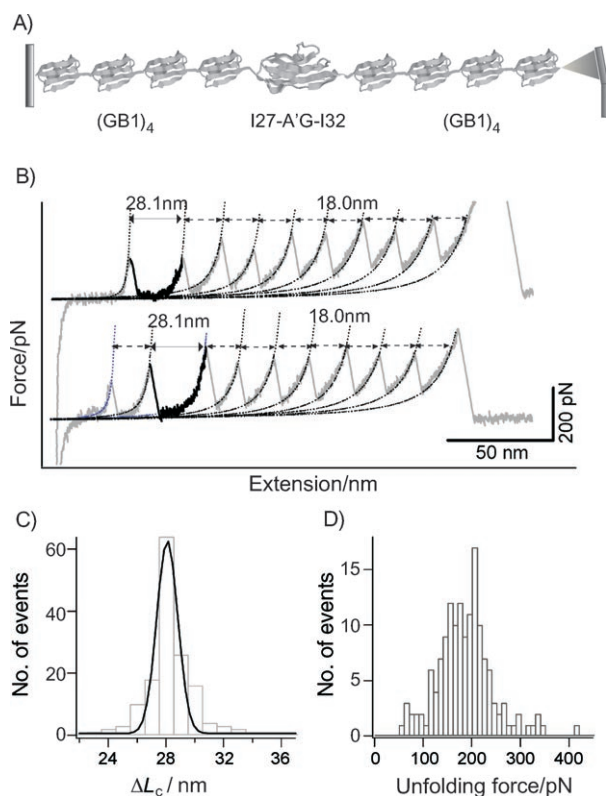 A)
(GB1)4 I27-A'G-I32 (GB1)4
B)
28.1nm 18.0nm
28.1nm 18.0nm
Force/pN
200 pN
50 nm
Extension/nm
C) D)
60
40
20
0
No. of events
24 28 32 36
ΔLc / nm
15
10
5
0
No. of events
0 100 200 300 400
Unfolding force/pN